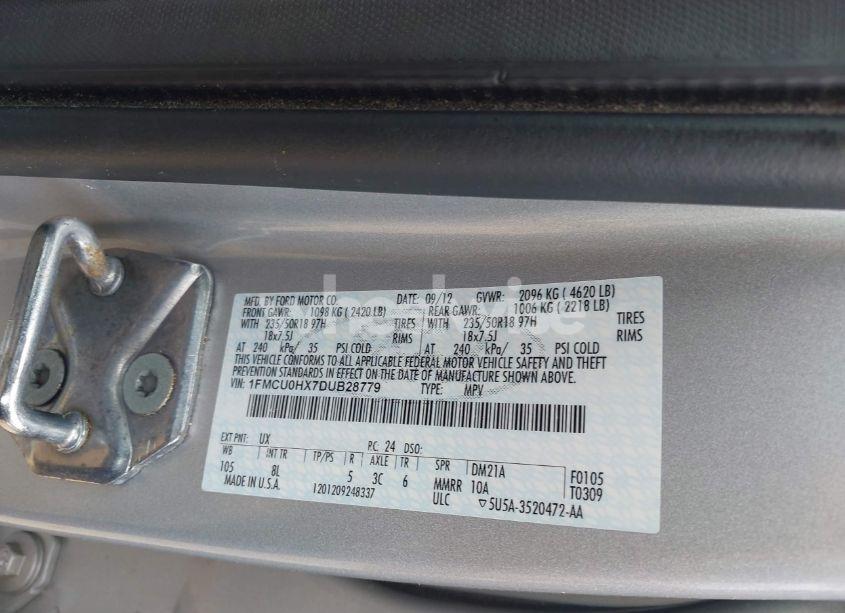 MFD. BY FORD MOTOR CO. DATE: 09/12 GVWR: 2096 KG ( 4620 LB)
FRONT GAWR: 1098 KG ( 2420 LB) REAR GAWR: 1006 KG ( 2218 LB)
WITH 235/50R18 97H TIRES WITH 235/50R18 97H TIRES
18x7.5J RIMS 18x7.5J RIMS
AT 240 kPa/ 35 PSI COLD AT 240 kPa/ 35 PSI COLD
THIS VEHICLE CONFORMS TO ALL APPLICABLE FEDERAL MOTOR VEHICLE SAFETY AND THEFT
PREVENTION STANDARDS IN EFFECT ON THE DATE OF MANUFACTURE SHOWN ABOVE.
VIN: 1FMCU0HX7DUB28779 TYPE: MPV
EXT PNT: UX RC: 24 DSO:
WB INT TR TP/PS R AXLE TR SPR DM21A F0105
105 8L 5 3C 6 MMRR 10A T0309
MADE IN U.S.A. 1201209248337 ULC ▽5U5A-3520472-AA